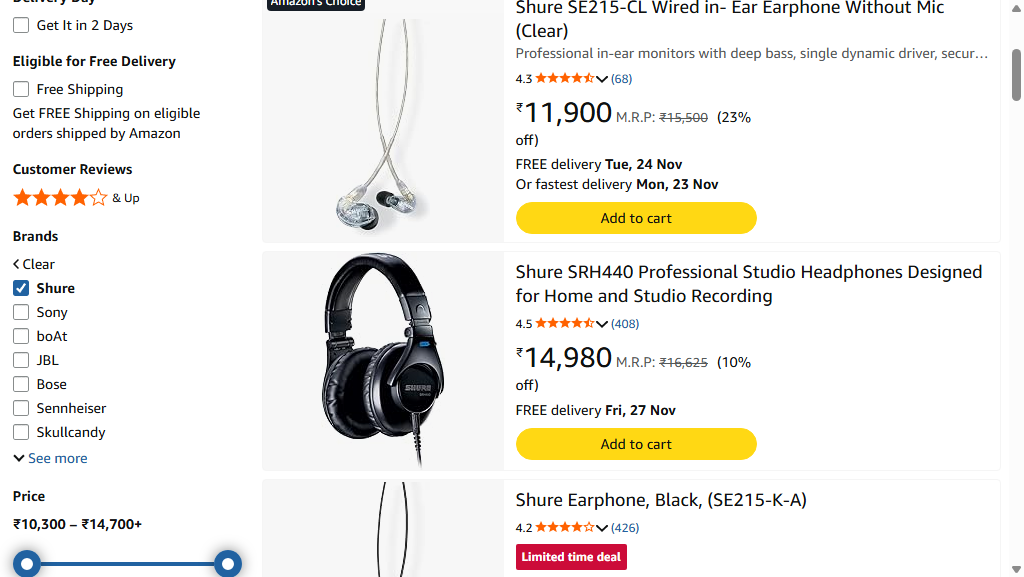 Delivery Day
Get It in 2 Days
Eligible for Free Delivery
Free Shipping
Get FREE Shipping on eligible
orders shipped by Amazon
Customer Reviews
& Up
Brands
Clear
Shure
Sony
boAt
JBL
Bose
Sennheiser
Skullcandy
See more
Price
₹10,300 – ₹14,700+
Amazon's Choice
Shure SE215-CL Wired in- Ear Earphone Without Mic
(Clear)
Professional in-ear monitors with deep bass, single dynamic driver, secur…
4.3 (68)
₹11,900 M.R.P: ₹15,500 (23%
off)
FREE delivery Tue, 24 Nov
Or fastest delivery Mon, 23 Nov
Add to cart
SHURE
Shure SRH440 Professional Studio Headphones Designed
for Home and Studio Recording
4.5 (408)
₹14,980 M.R.P: ₹16,625 (10%
off)
FREE delivery Fri, 27 Nov
Add to cart
Shure Earphone, Black, (SE215-K-A)
4.2 (426)
Limited time deal